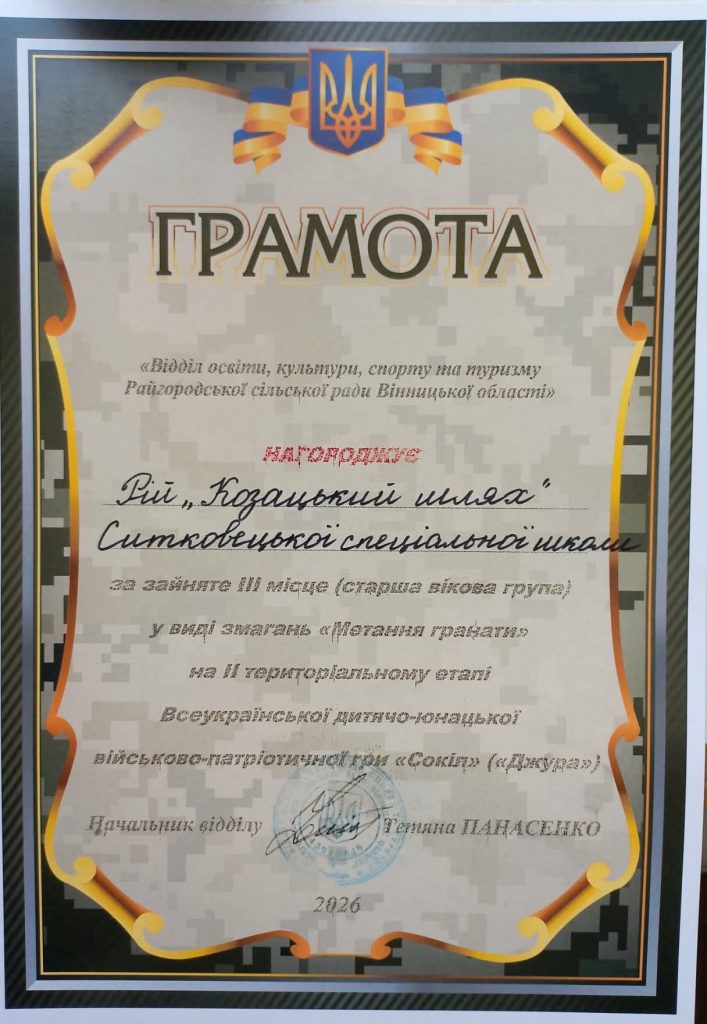 ГРАМОТА
«Відділ освіти, культури, спорту та туризму
Райгородської сільської ради Вінницької області»
НАГОРОДЖУЄ
Рій „Козацький шлях"
Ситковецької спеціальної школи
за зайняте ІІІ місце (старша вікова група)
у виді змагань «Метання гранати»
на ІІ територіальному етапі
Всеукраїнської дитячо-юнацької
військово-патріотичної гри «Сокіл» («Джура»)
Начальник відділу Тетяна ПАНАСЕНКО
2026